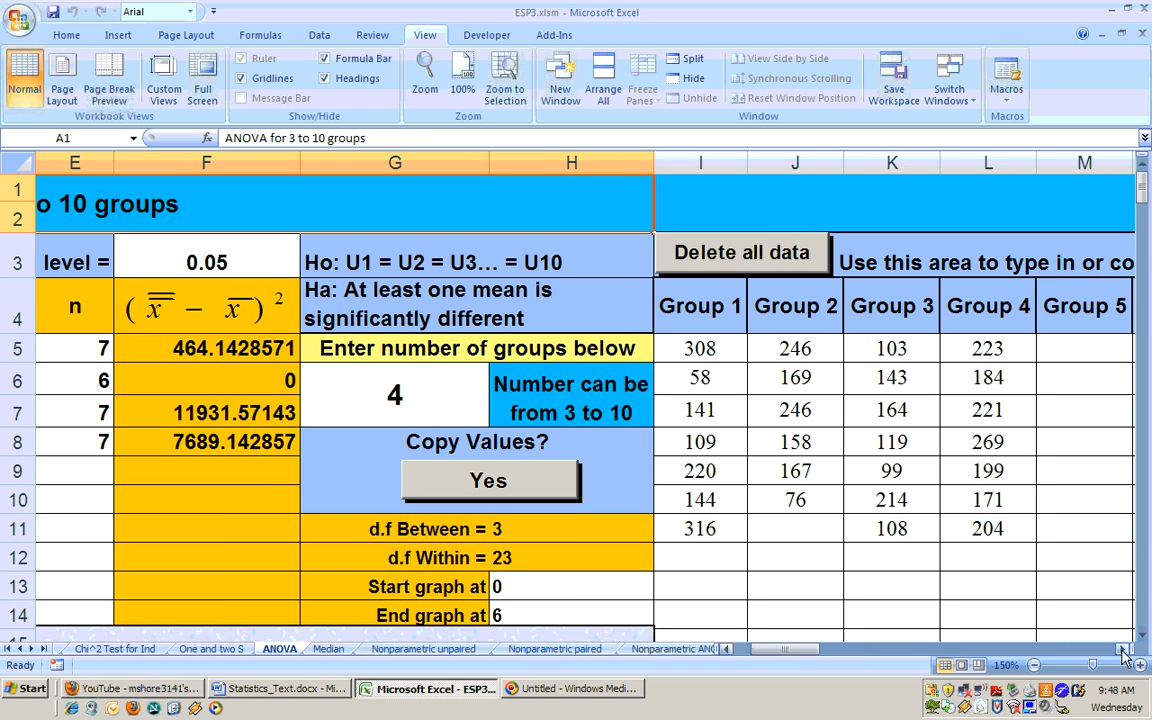 ESP3.xlsm - Microsoft Excel
Home Insert Page Layout Formulas Data Review View Developer Add-Ins
Normal Page Layout Page Break Preview Custom Views Full Screen
Workbook Views
Ruler Formula Bar
Gridlines Headings
Message Bar
Show/Hide
Zoom 100% Zoom to Selection
Zoom
New Window Arrange All Freeze Panes
Split
Hide
Unhide
View Side by Side
Synchronous Scrolling
Reset Window Position
Save Workspace Switch Windows
Window
Macros
Macros
A1 fx ANOVA for 3 to 10 groups
E F G H I J K L M
1
2 o 10 groups
3 level = 0.05 Ho: U1 = U2 = U3... = U10 Delete all data Use this area to type in or co
4 n ( x − x ) 2 Ha: At least one mean is significantly different Group 1 Group 2 Group 3 Group 4 Group 5
5 7 464.1428571 Enter number of groups below 308 246 103 223
6 6 0 4 Number can be from 3 to 10 58 169 143 184
7 7 11931.57143 141 246 164 221
8 7 7689.142857 Copy Values? 109 158 119 269
9 Yes 220 167 99 199
10 144 76 214 171
11 d.f Between = 3 316 108 204
12 d.f Within = 23
13 Start graph at 0
14 End graph at 6
Chi^2 Test for Ind One and two S ANOVA Median Nonparametric unpaired Nonparametric paired Nonparametric ANO
Ready 150%
Start YouTube - mshore3141's... Statistics_Text.docx - Mi... Microsoft Excel - ESP3... Untitled - Windows Medi... 9:48 AM
Wednesday